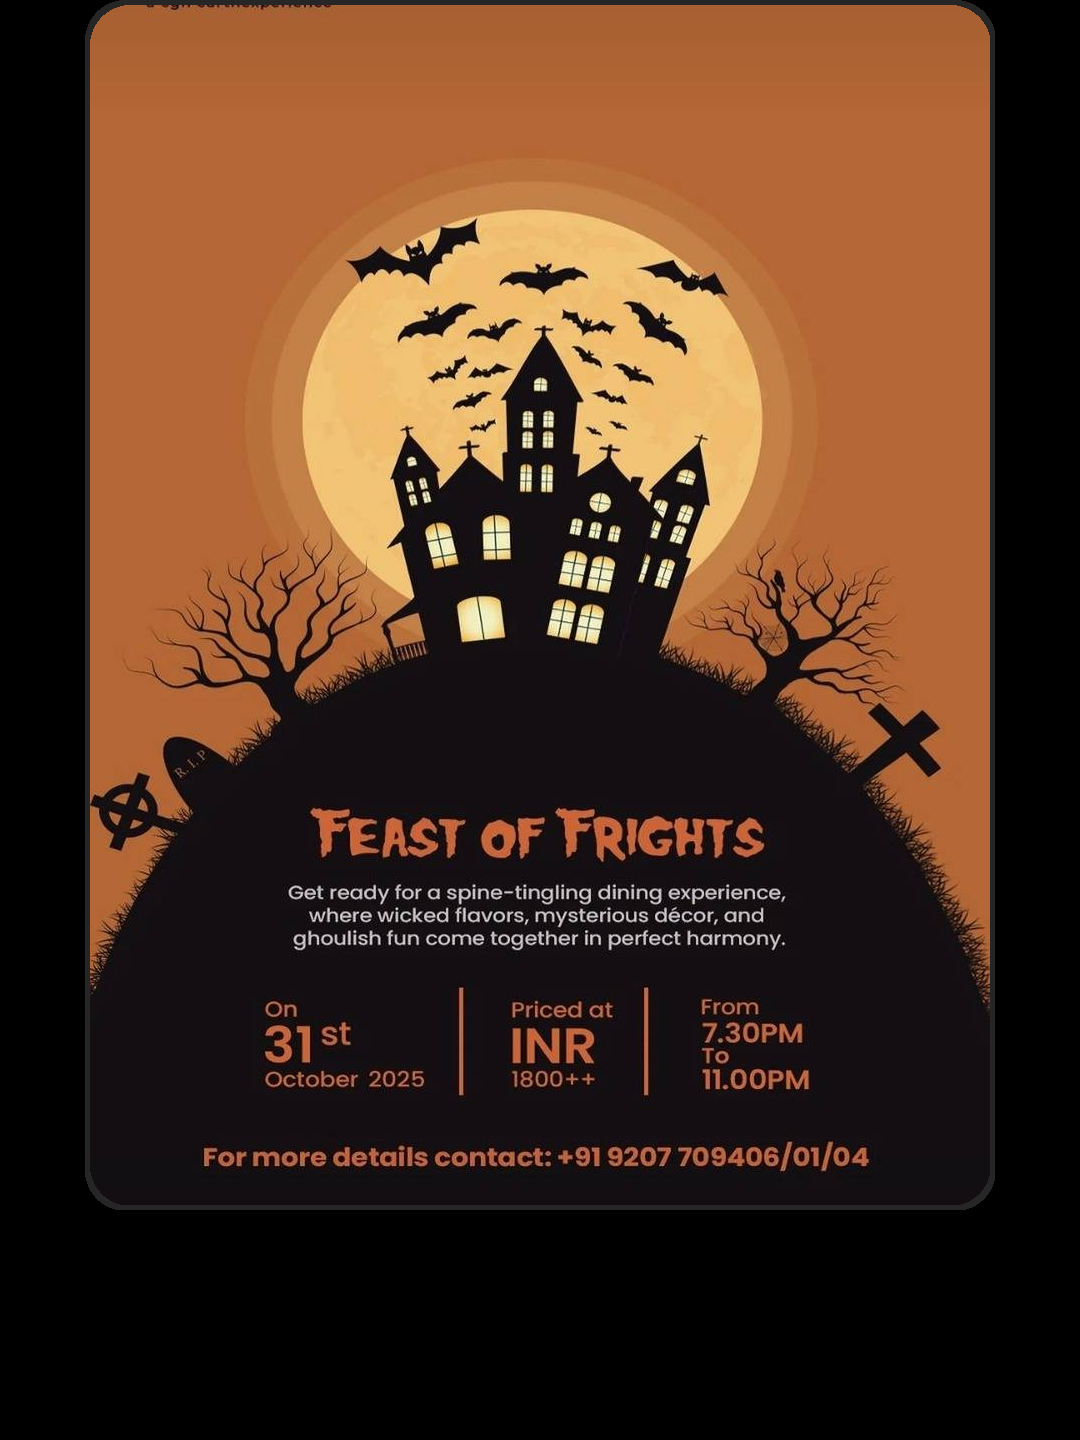 R.I.P
FEAST OF FRIGHTS
Get ready for a spine-tingling dining experience,
where wicked flavors, mysterious décor, and
ghoulish fun come together in perfect harmony.
On
31st
October 2025
Priced at
INR
1800++
From
7.30PM
To
11.00PM
For more details contact: +91 9207 709406/01/04